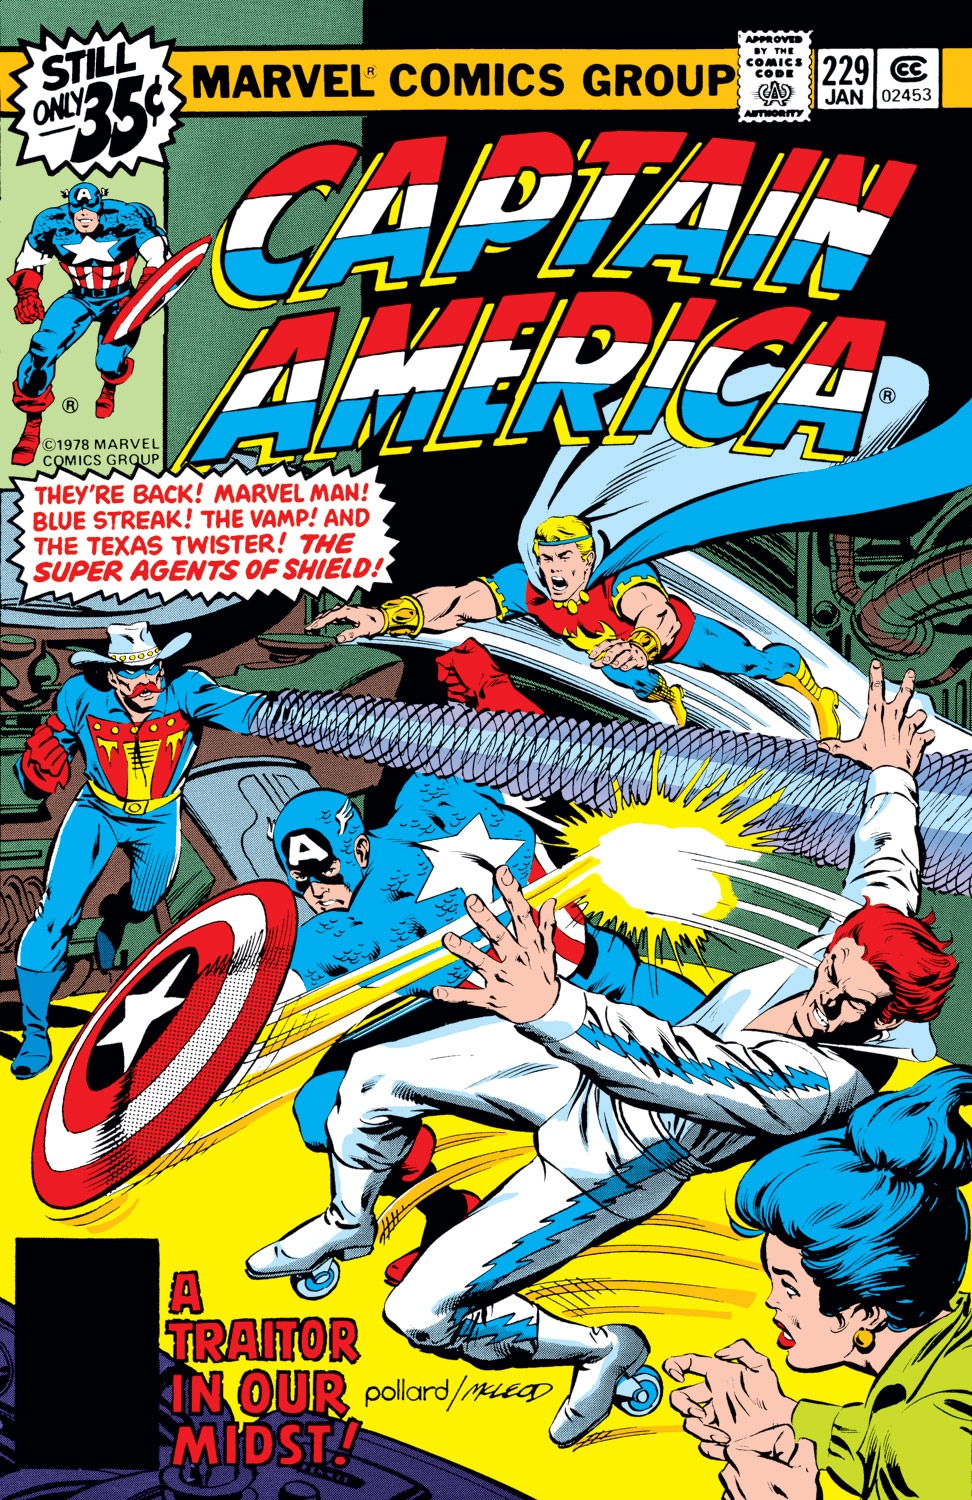 STILL
ONLY 35¢
MARVEL® COMICS GROUP
APPROVED
BY THE
COMICS
CODE
CA
AUTHORITY
229
JAN
CC
02453
CAPTAIN
AMERICA®
A
®
©1978 MARVEL
COMICS GROUP
THEY'RE BACK! MARVEL MAN!
BLUE STREAK! THE VAMP! AND
THE TEXAS TWISTER! THE
SUPER AGENTS OF SHIELD!
A
A
TRAITOR
IN OUR
MIDST!
pollard/McLEOD